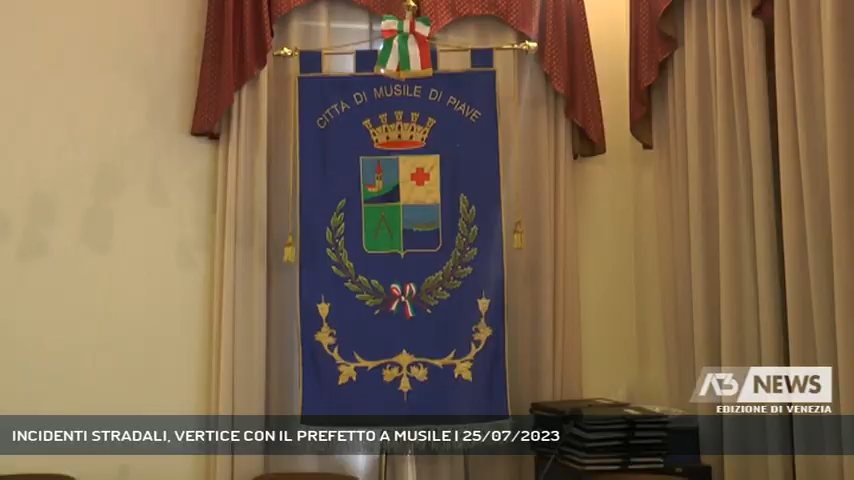 CITTÀ DI MUSILE DI PIAVE
A3 NEWS
EDIZIONE DI VENEZIA
INCIDENTI STRADALI, VERTICE CON IL PREFETTO A MUSILE | 25/07/2023